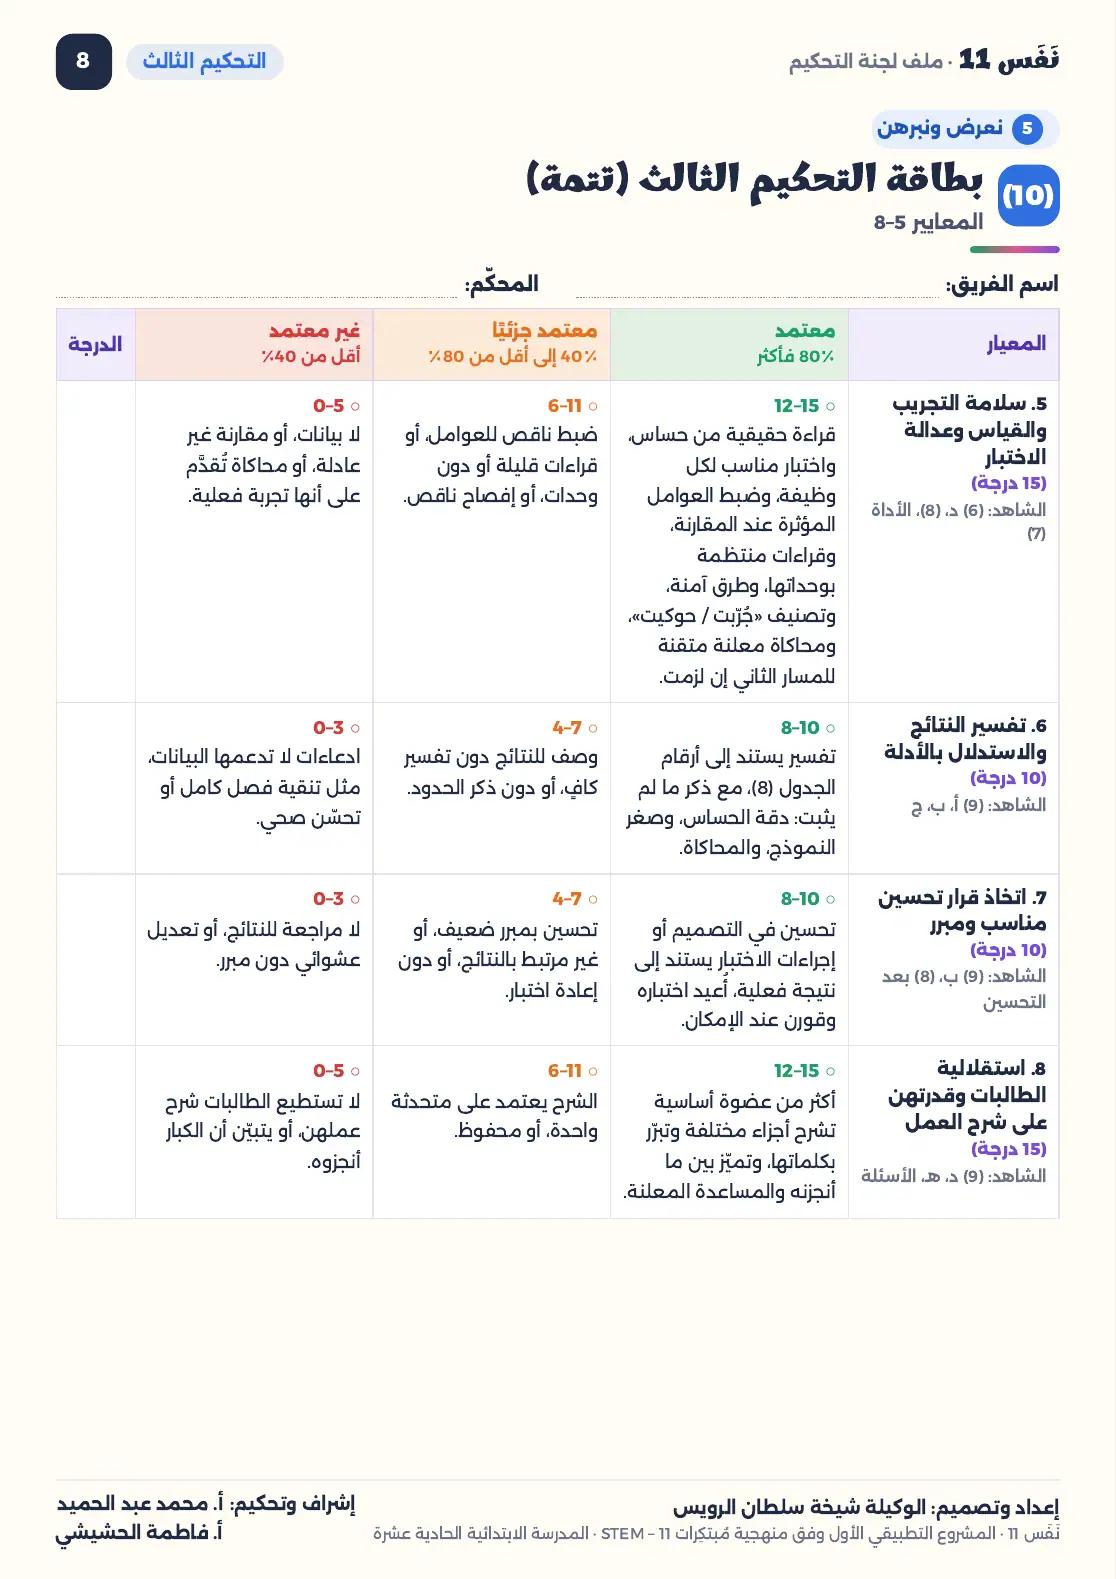 نَفَس 11 · ملف لجنة التحكيم
التحكيم الثالث
8
5 نعرض ونبرهن
(10)
بطاقة التحكيم الثالث (تتمة)
المعايير 5–8
اسم الفريق:
المحكّم:
المعيار
معتمد
80٪ فأكثر
معتمد جزئيًا
40٪ إلى أقل من 80٪
غير معتمد
أقل من 40٪
الدرجة
5. سلامة التجريب
والقياس وعدالة
الاختبار
(15 درجة)
الشاهد: (6) د، (8)، الأداة
(7)
○ 12–15
قراءة حقيقية من حساس،
واختبار مناسب لكل
وظيفة، وضبط العوامل
المؤثرة عند المقارنة،
وقراءات منتظمة
بوحداتها، وطرق آمنة،
وتصنيف «جُرّبت / حوكيت»،
ومحاكاة معلنة متقنة
للمسار الثاني إن لزمت.
○ 6–11
ضبط ناقص للعوامل، أو
قراءات قليلة أو دون
وحدات، أو إفصاح ناقص.
○ 0–5
لا بيانات، أو مقارنة غير
عادلة، أو محاكاة تُقدَّم
على أنها تجربة فعلية.
6. تفسير النتائج
والاستدلال بالأدلة
(10 درجة)
الشاهد: (9) أ، ب، ج
○ 8–10
تفسير يستند إلى أرقام
الجدول (8)، مع ذكر ما لم
يثبت: دقة الحساس، وصغر
النموذج، والمحاكاة.
○ 4–7
وصف للنتائج دون تفسير
كافٍ، أو دون ذكر الحدود.
○ 0–3
ادعاءات لا تدعمها البيانات،
مثل تنقية فصل كامل أو
تحسّن صحي.
7. اتخاذ قرار تحسين
مناسب ومبرر
(10 درجة)
الشاهد: (9) ب، (8) بعد
التحسين
○ 8–10
تحسين في التصميم أو
إجراءات الاختبار يستند إلى
نتيجة فعلية، أُعيد اختباره
وقورن عند الإمكان.
○ 4–7
تحسين بمبرر ضعيف، أو
غير مرتبط بالنتائج، أو دون
إعادة اختبار.
○ 0–3
لا مراجعة للنتائج، أو تعديل
عشوائي دون مبرر.
8. استقلالية
الطالبات وقدرتهن
على شرح العمل
(15 درجة)
الشاهد: (9) د، هـ، الأسئلة
○ 12–15
أكثر من عضوة أساسية
تشرح أجزاء مختلفة وتبرّر
بكلماتها، وتميّز بين ما
أنجزنه والمساعدة المعلنة.
○ 6–11
الشرح يعتمد على متحدثة
واحدة، أو محفوظ.
○ 0–5
لا تستطيع الطالبات شرح
عملهن، أو يتبيّن أن الكبار
أنجزوه.
إعداد وتصميم: الوكيلة شيخة سلطان الرويس
نَفَس 11 · المشروع التطبيقي الأول وفق منهجية مُبتكِرات 11 – STEM · المدرسة الابتدائية الحادية عشرة
إشراف وتحكيم: أ. محمد عبد الحميد
أ. فاطمة الحشيشي